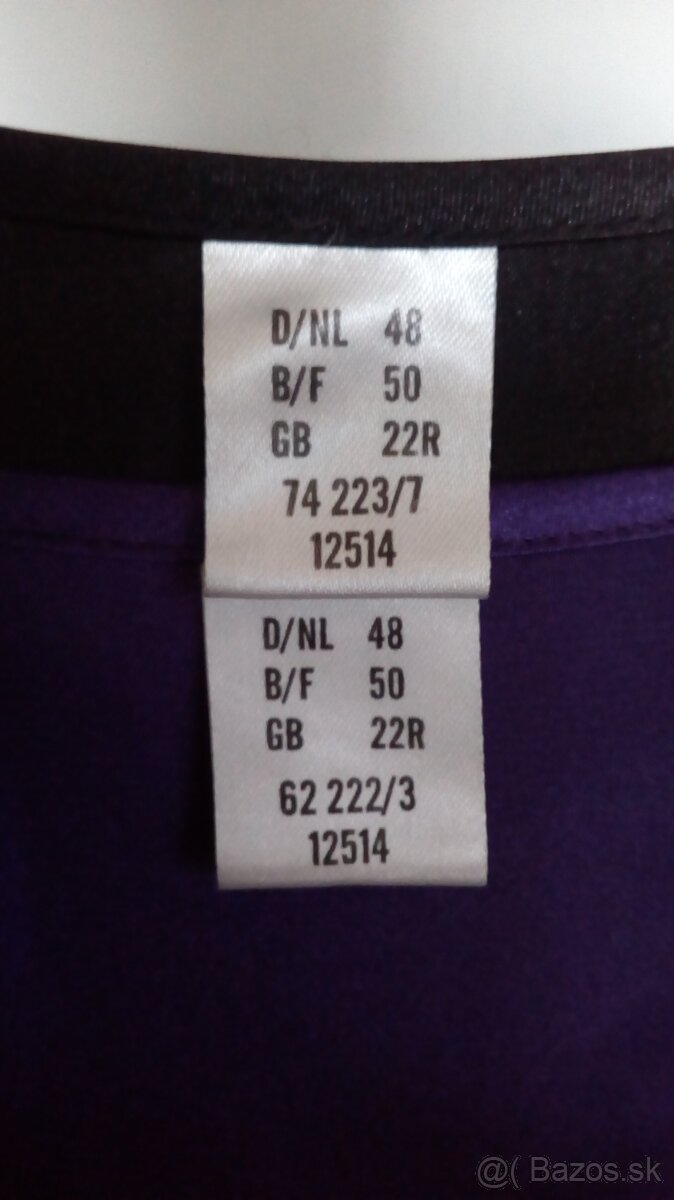 D/NL 48
B/F 50
GB 22R
74 223/7
12514
D/NL 48
B/F 50
GB 22R
62 222/3
12514
@( Bazos.sk